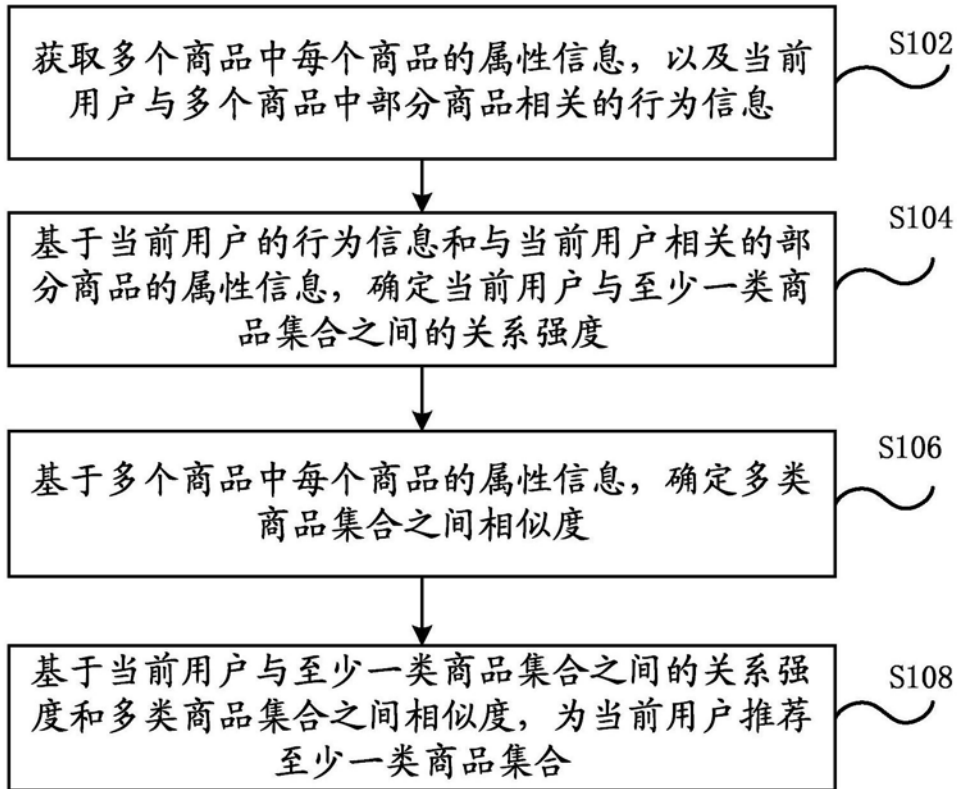 获取多个商品中每个商品的属性信息，以及当前
用户与多个商品中部分商品相关的行为信息
S102
基于当前用户的行为信息和与当前用户相关的部
分商品的属性信息，确定当前用户与至少一类商
品集合之间的关系强度
S104
基于多个商品中每个商品的属性信息，确定多类
商品集合之间相似度
S106
基于当前用户与至少一类商品集合之间的关系强
度和多类商品集合之间相似度，为当前用户推荐
至少一类商品集合
S108